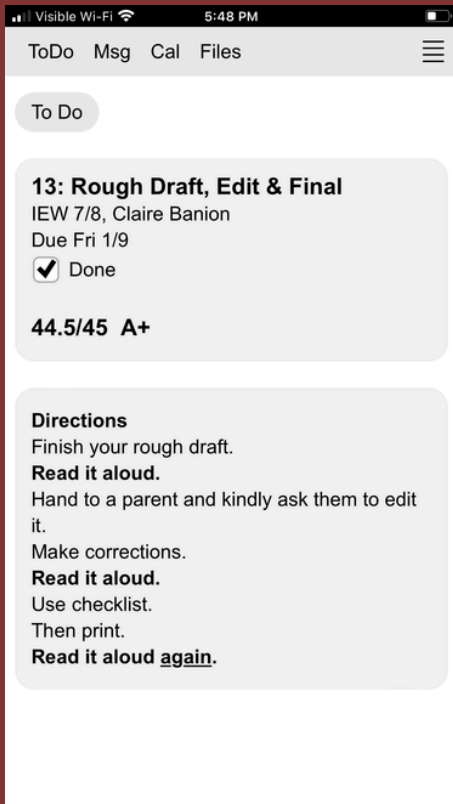 Visible Wi-Fi 5:48 PM
ToDo Msg Cal Files
To Do
13: Rough Draft, Edit & Final
IEW 7/8, Claire Banion
Due Fri 1/9
Done
44.5/45 A+
Directions
Finish your rough draft.
Read it aloud.
Hand to a parent and kindly ask them to edit
it.
Make corrections.
Read it aloud.
Use checklist.
Then print.
Read it aloud again.